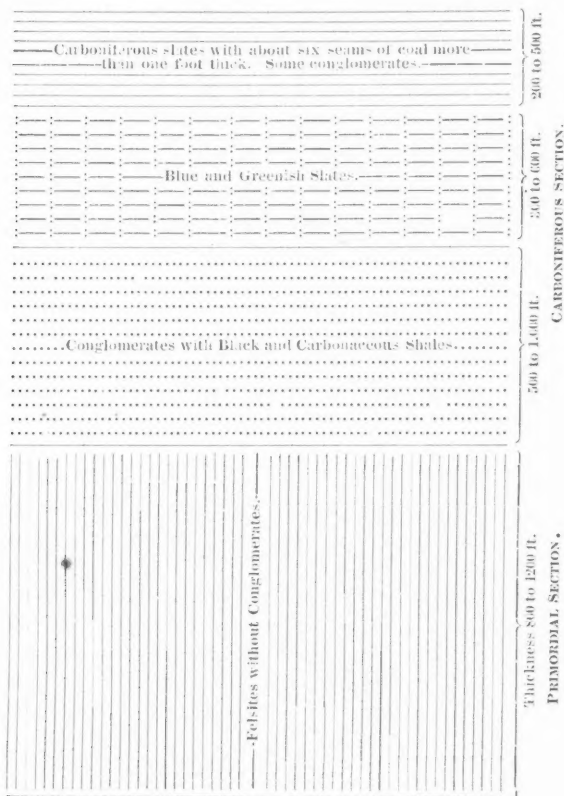 Carboniferous slates with about six seams of coal more
than one foot thick. Some conglomerates.
200 to 500 ft.
Blue and Greenish Slates.
300 to 600 ft.
Conglomerates with Black and Carbonaceous Shales
500 to 1,000 ft.
CARBONIFEROUS SECTION.
Felsites without Conglomerates.
Thickness 800 to 1200 ft.
PRIMORDIAL SECTION.